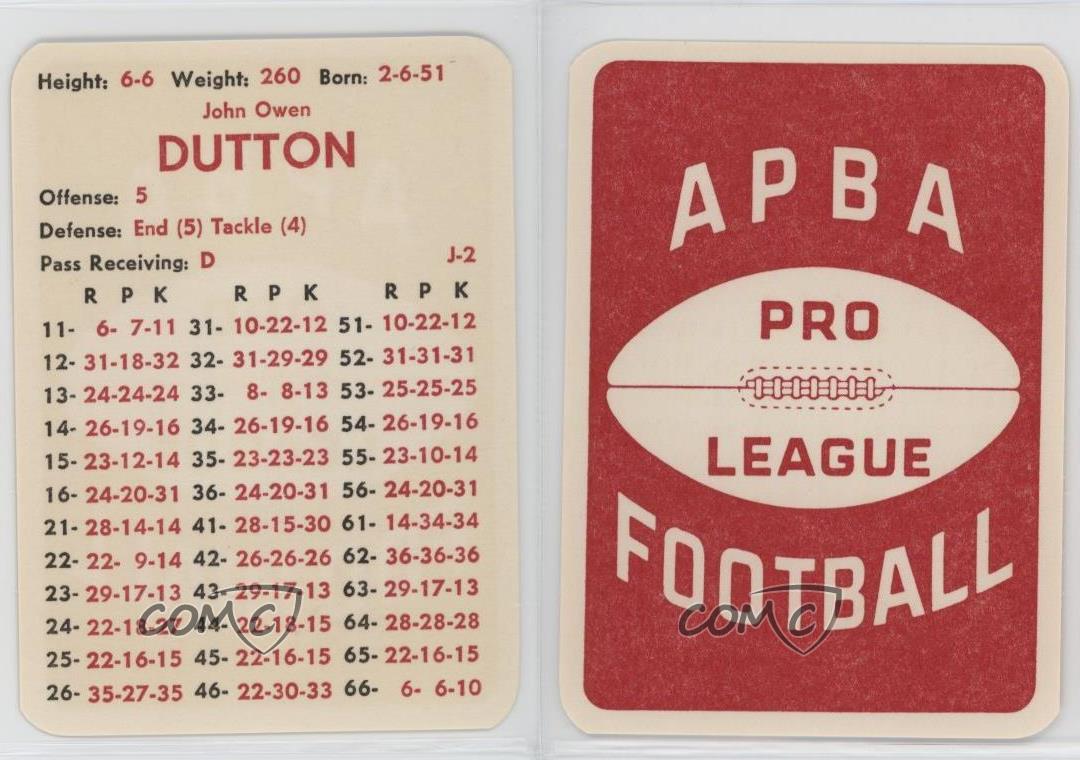 Height: 6-6 Weight: 260 Born: 2-6-51
John Owen
DUTTON
Offense: 5
Defense: End (5) Tackle (4)
Pass Receiving: D J-2
R P K R P K R P K
11- 6- 7-11 31- 10-22-12 51- 10-22-12
12- 31-18-32 32- 31-29-29 52- 31-31-31
13- 24-24-24 33- 8- 8-13 53- 25-25-25
14- 26-19-16 34- 26-19-16 54- 26-19-16
15- 23-12-14 35- 23-23-23 55- 23-10-14
16- 24-20-31 36- 24-20-31 56- 24-20-31
21- 28-14-14 41- 28-15-30 61- 14-34-34
22- 22- 9-14 42- 26-26-26 62- 36-36-36
23- 29-17-13 43- 29-17-13 63- 29-17-13
24- 22-18-27 44- 22-18-15 64- 28-28-28
25- 22-16-15 45- 22-16-15 65- 22-16-15
26- 35-27-35 46- 22-30-33 66- 6- 6-10
COMC
APBA
PRO
LEAGUE
FOOTBALL
COMC